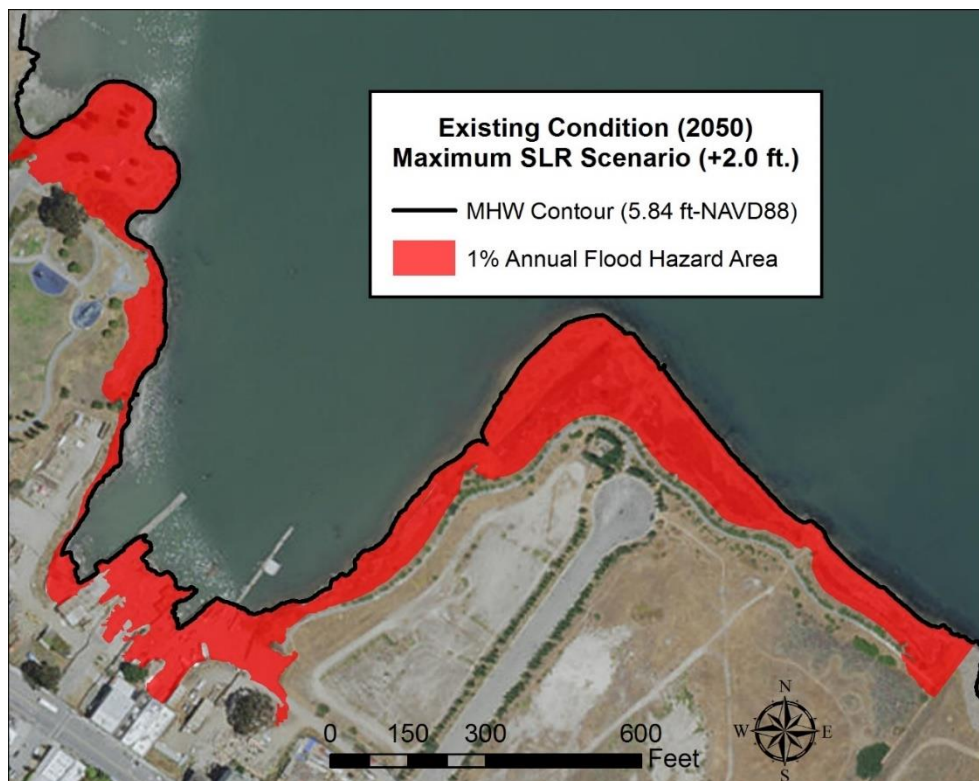 Existing Condition (2050)
Maximum SLR Scenario (+2.0 ft.)
MHW Contour (5.84 ft-NAVD88)
1% Annual Flood Hazard Area
N
W E
S
0 150 300 600
Feet